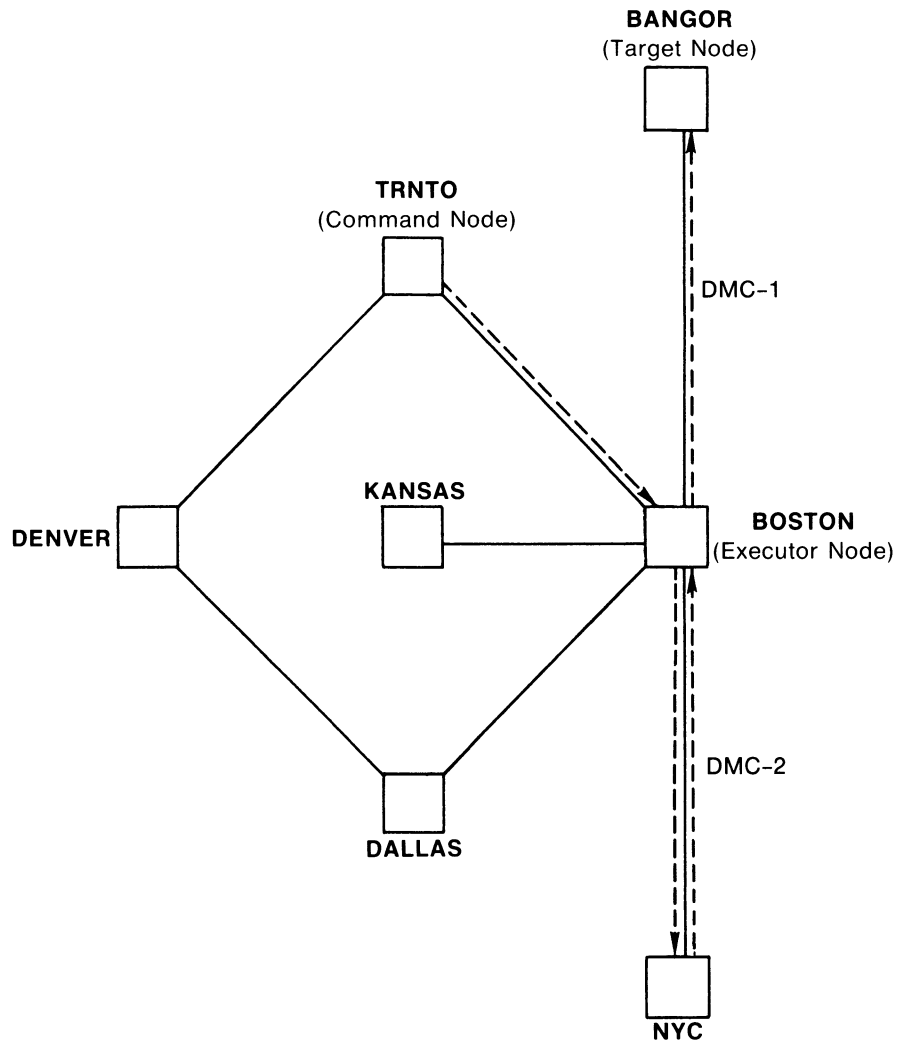 BANGOR
(Target Node)
TRNTO
(Command Node)
DMC-1
KANSAS
DENVER
BOSTON
(Executor Node)
DMC-2
DALLAS
NYC